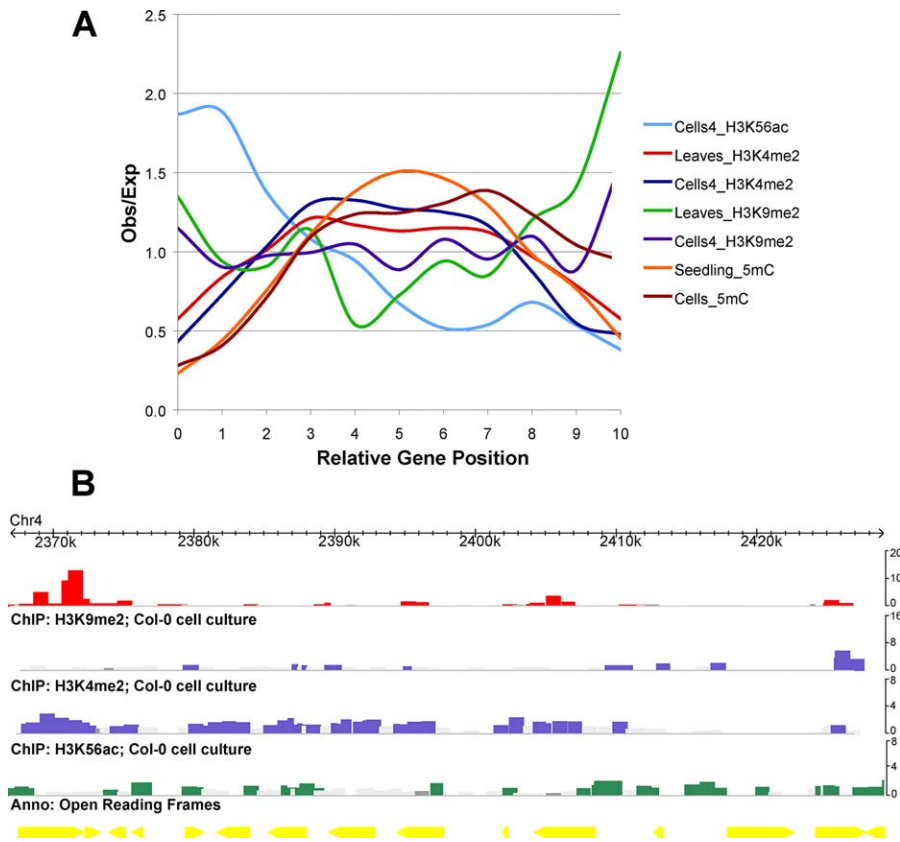 A
2.5
2.0
1.5
1.0
0.5
0.0
Obs/Exp
0 1 2 3 4 5 6 7 8 9 10
Relative Gene Position
Cells4_H3K56ac
Leaves_H3K4me2
Cells4_H3K4me2
Leaves_H3K9me2
Cells4_H3K9me2
Seedling_5mC
Cells_5mC
B
Chr4
2370k 2380k 2390k 2400k 2410k 2420k
20
10
0
ChIP: H3K9me2; Col-0 cell culture
16
8
0
ChIP: H3K4me2; Col-0 cell culture
8
4
0
ChIP: H3K56ac; Col-0 cell culture
8
4
0
Anno: Open Reading Frames